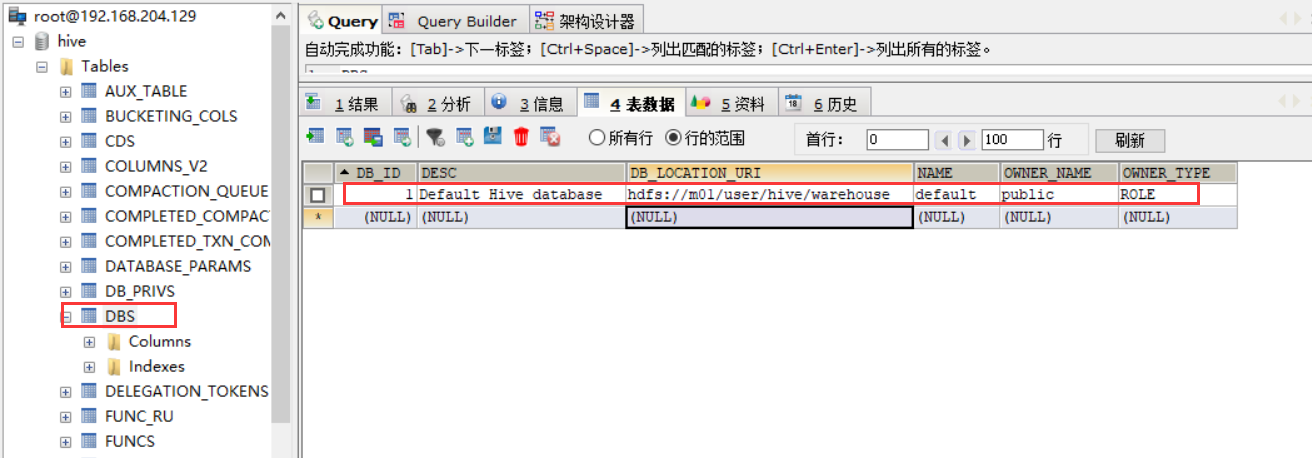 root@192.168.204.129
hive
Tables
AUX_TABLE
BUCKETING_COLS
CDS
COLUMNS_V2
COMPACTION_QUEUE
COMPLETED_COMPAC
COMPLETED_TXN_COM
DATABASE_PARAMS
DB_PRIVS
DBS
Columns
Indexes
DELEGATION_TOKENS
FUNC_RU
FUNCS
Query Query Builder 架构设计器
自动完成功能：[Tab]->下一标签；[Ctrl+Space]->列出匹配的标签；[Ctrl+Enter]->列出所有的标签。
1 结果 2 分析 3 信息 4 表数据 5 资料 6 历史
所有行 行的范围 首行： 0 100 行 刷新
DB_ID DESC DB_LOCATION_URI NAME OWNER_NAME OWNER_TYPE
1 Default Hive database hdfs://m01/user/hive/warehouse default public ROLE
* (NULL) (NULL) (NULL) (NULL) (NULL) (NULL)